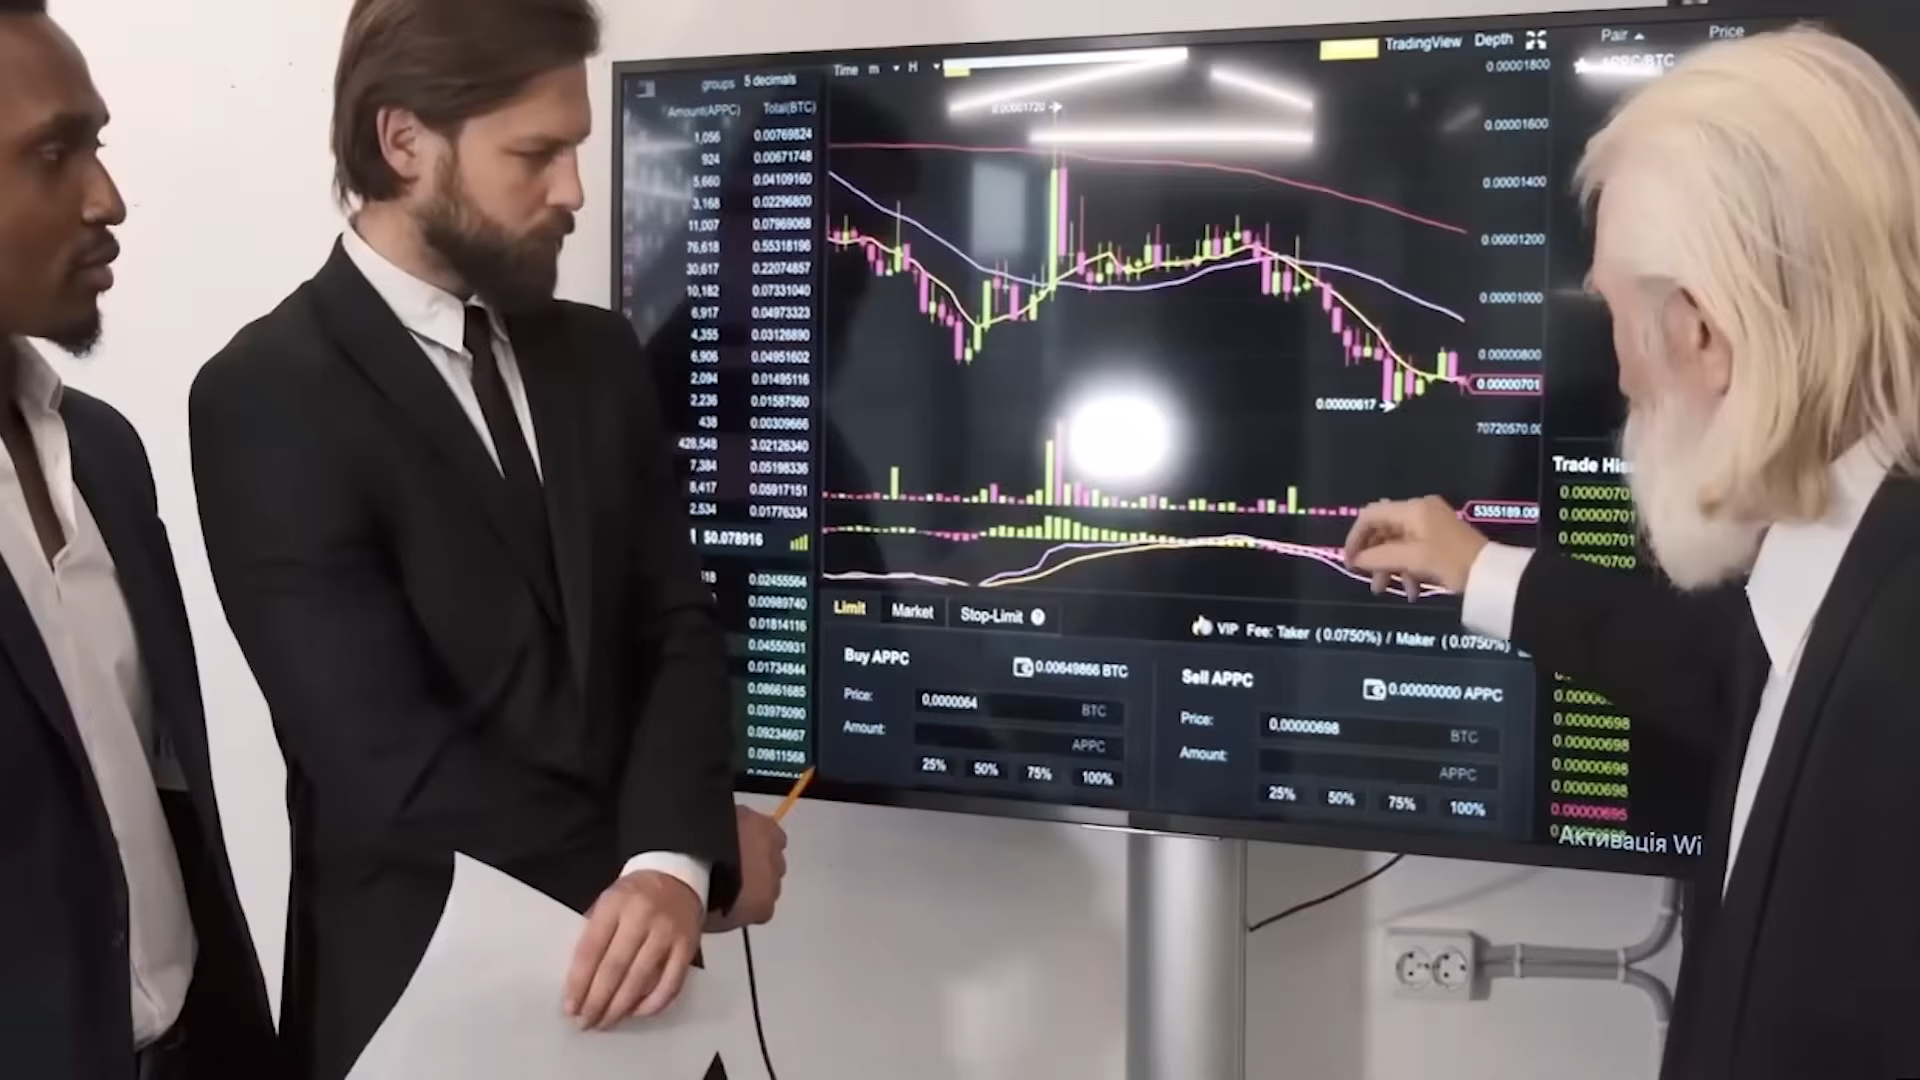 groups 5 decimals
Amount(APPC) Total(BTC)
1,056 0.00769824
924 0.00671748
5,660 0.04109160
3,168 0.02296800
11,007 0.07969068
76,618 0.55318196
30,617 0.22074857
10,182 0.07331040
6,917 0.04973323
4,355 0.03126890
6,906 0.04951602
2,094 0.01495116
2,236 0.01587560
438 0.00309666
428,548 3.02126340
7,384 0.05198336
8,417 0.05917151
2,534 0.01776334
$0.078916
0.02455564
0.00989740
0.01814116
0.04550931
0.01734844
0.08661685
0.03975090
0.09234667
0.09811568
Time m H
TradingView Depth
0.00001720
0.00001800
0.00001600
0.00001400
0.00001200
0.00001000
0.00000800
0.00000701
0.00000617
70720570.00
5355189.00
Limit Market Stop-Limit ?
VIP Fee: Taker (0.0750%) / Maker (0.0750%)
Buy APPC 0.00649866 BTC
Price: 0,0000064 BTC
Amount: APPC
25% 50% 75% 100%
Sell APPC 0.00000000 APPC
Price: 0,00000698 BTC
Amount: APPC
25% 50% 75% 100%
Pair Price
APPC/BTC
Trade His
0.00000701
0.00000701
0.00000701
0.00000700
0.00000698
0.00000698
0.00000698
0.00000698
0.00000695
Активація Wi